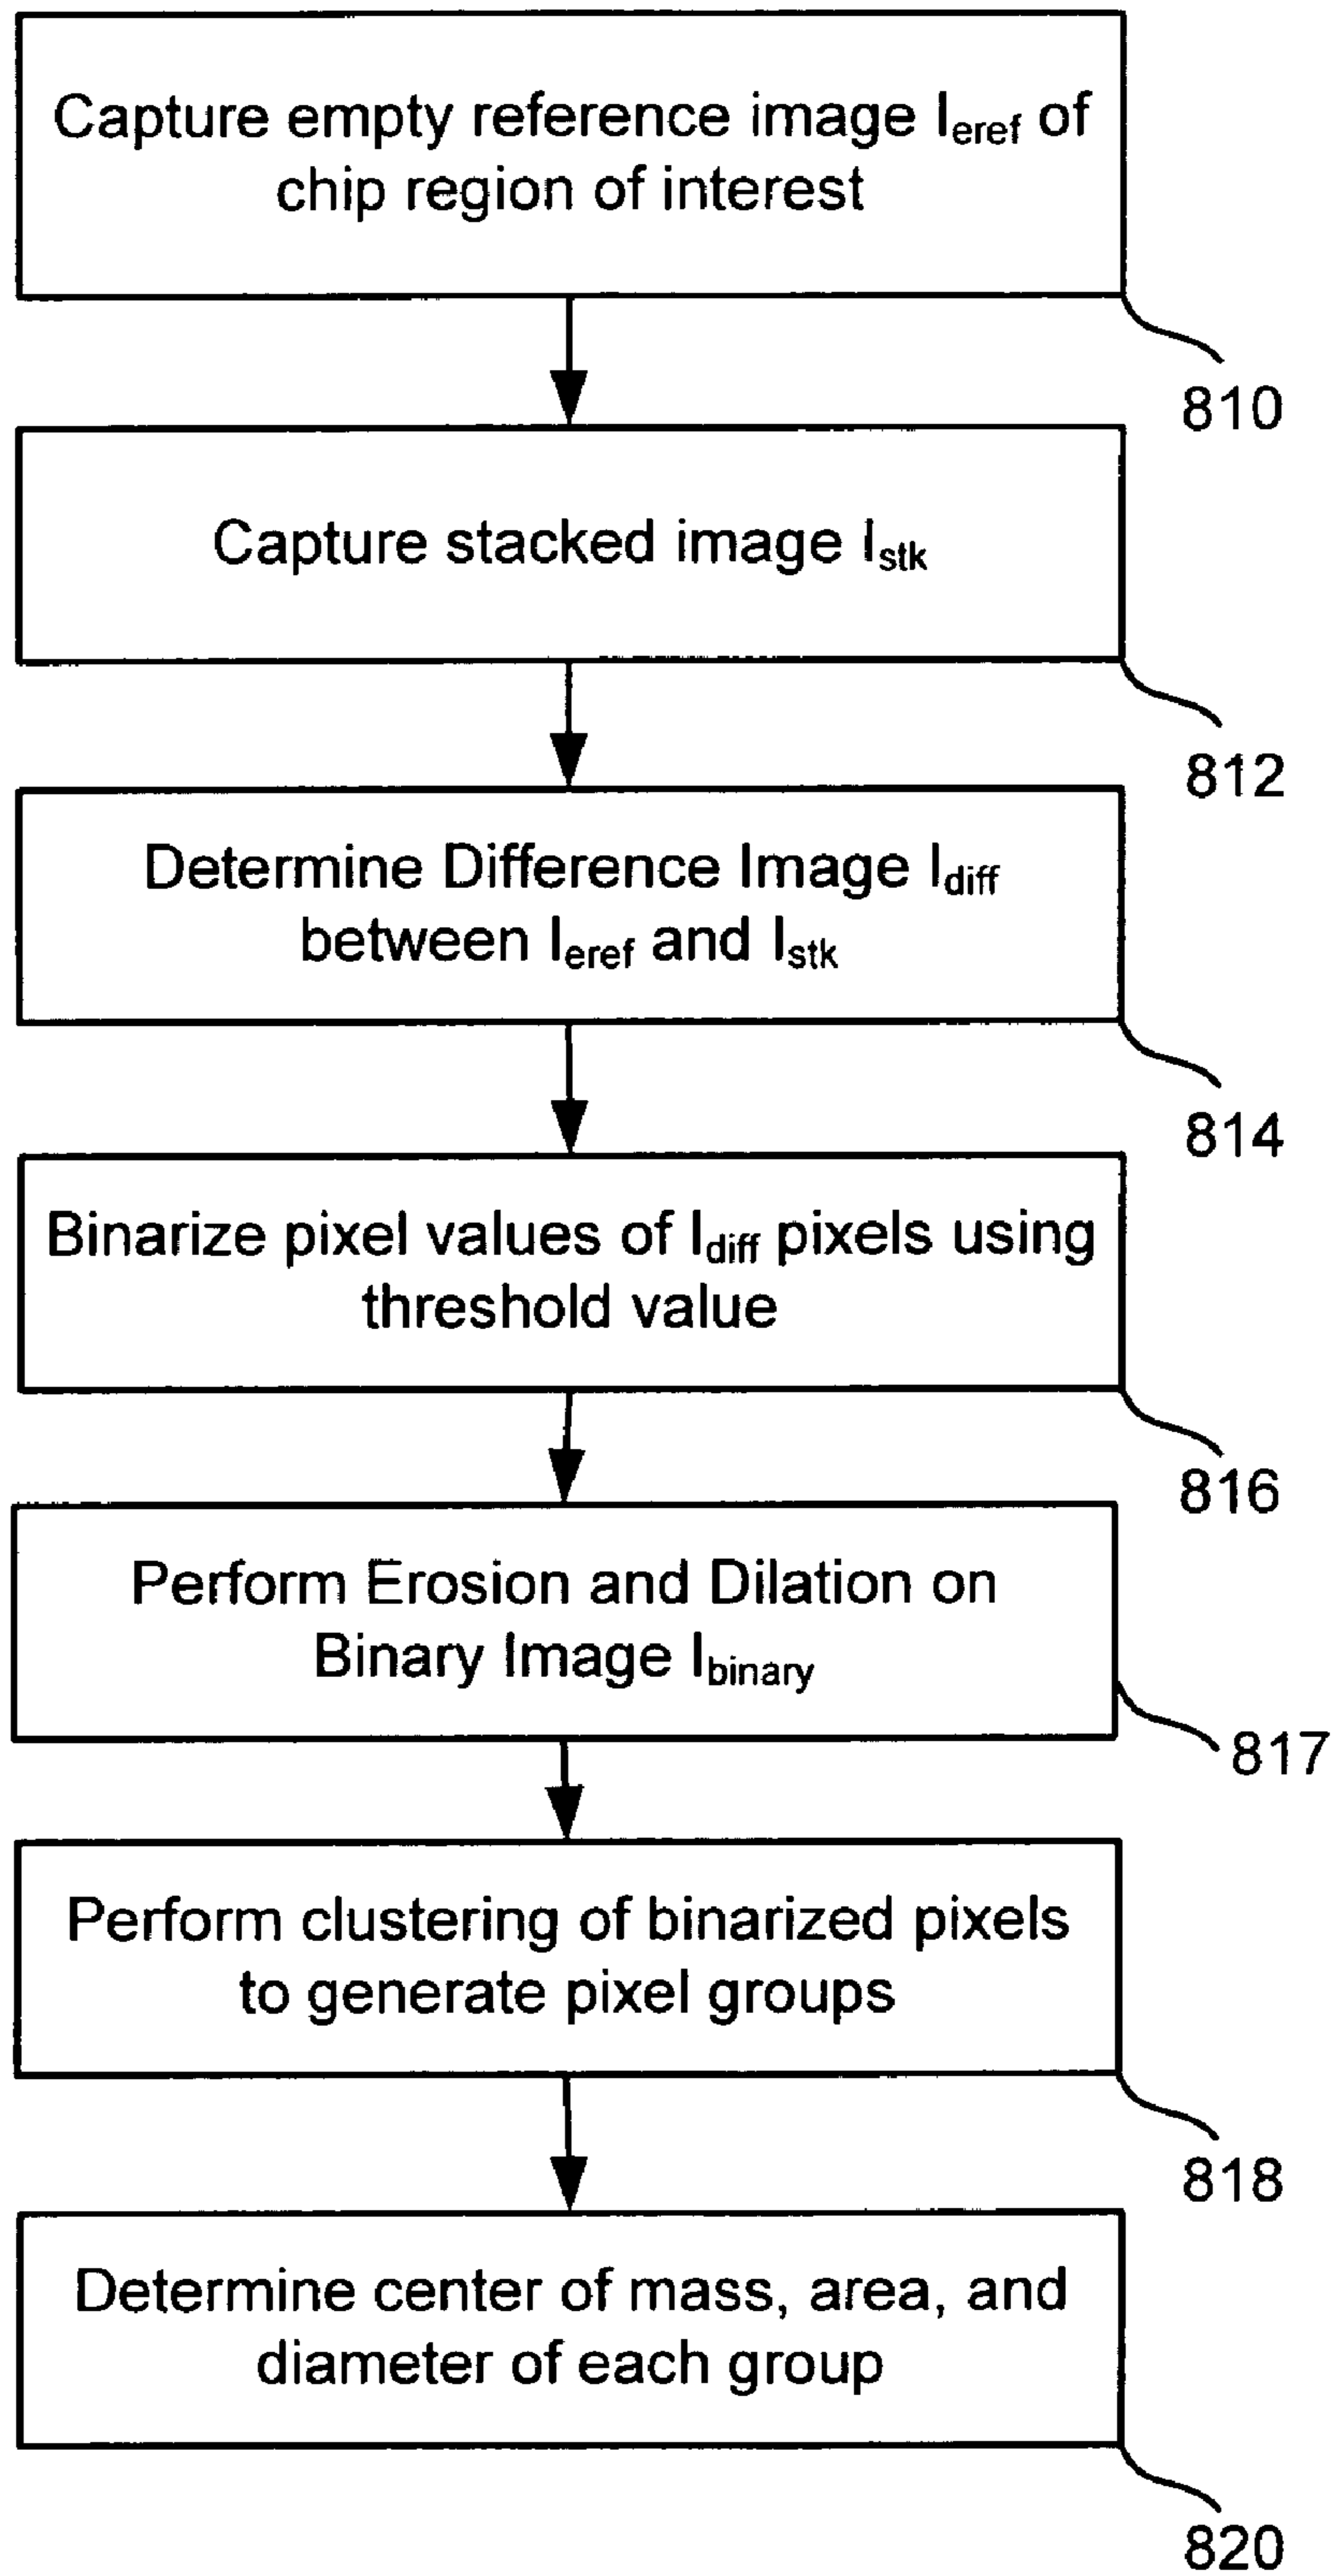 Capture empty reference image Ieref of
chip region of interest
810
Capture stacked image Istk
812
Determine Difference Image Idiff
between Ieref and Istk
814
Binarize pixel values of Idiff pixels using
threshold value
816
Perform Erosion and Dilation on
Binary Image Ibinary
817
Perform clustering of binarized pixels
to generate pixel groups
818
Determine center of mass, area, and
diameter of each group
820